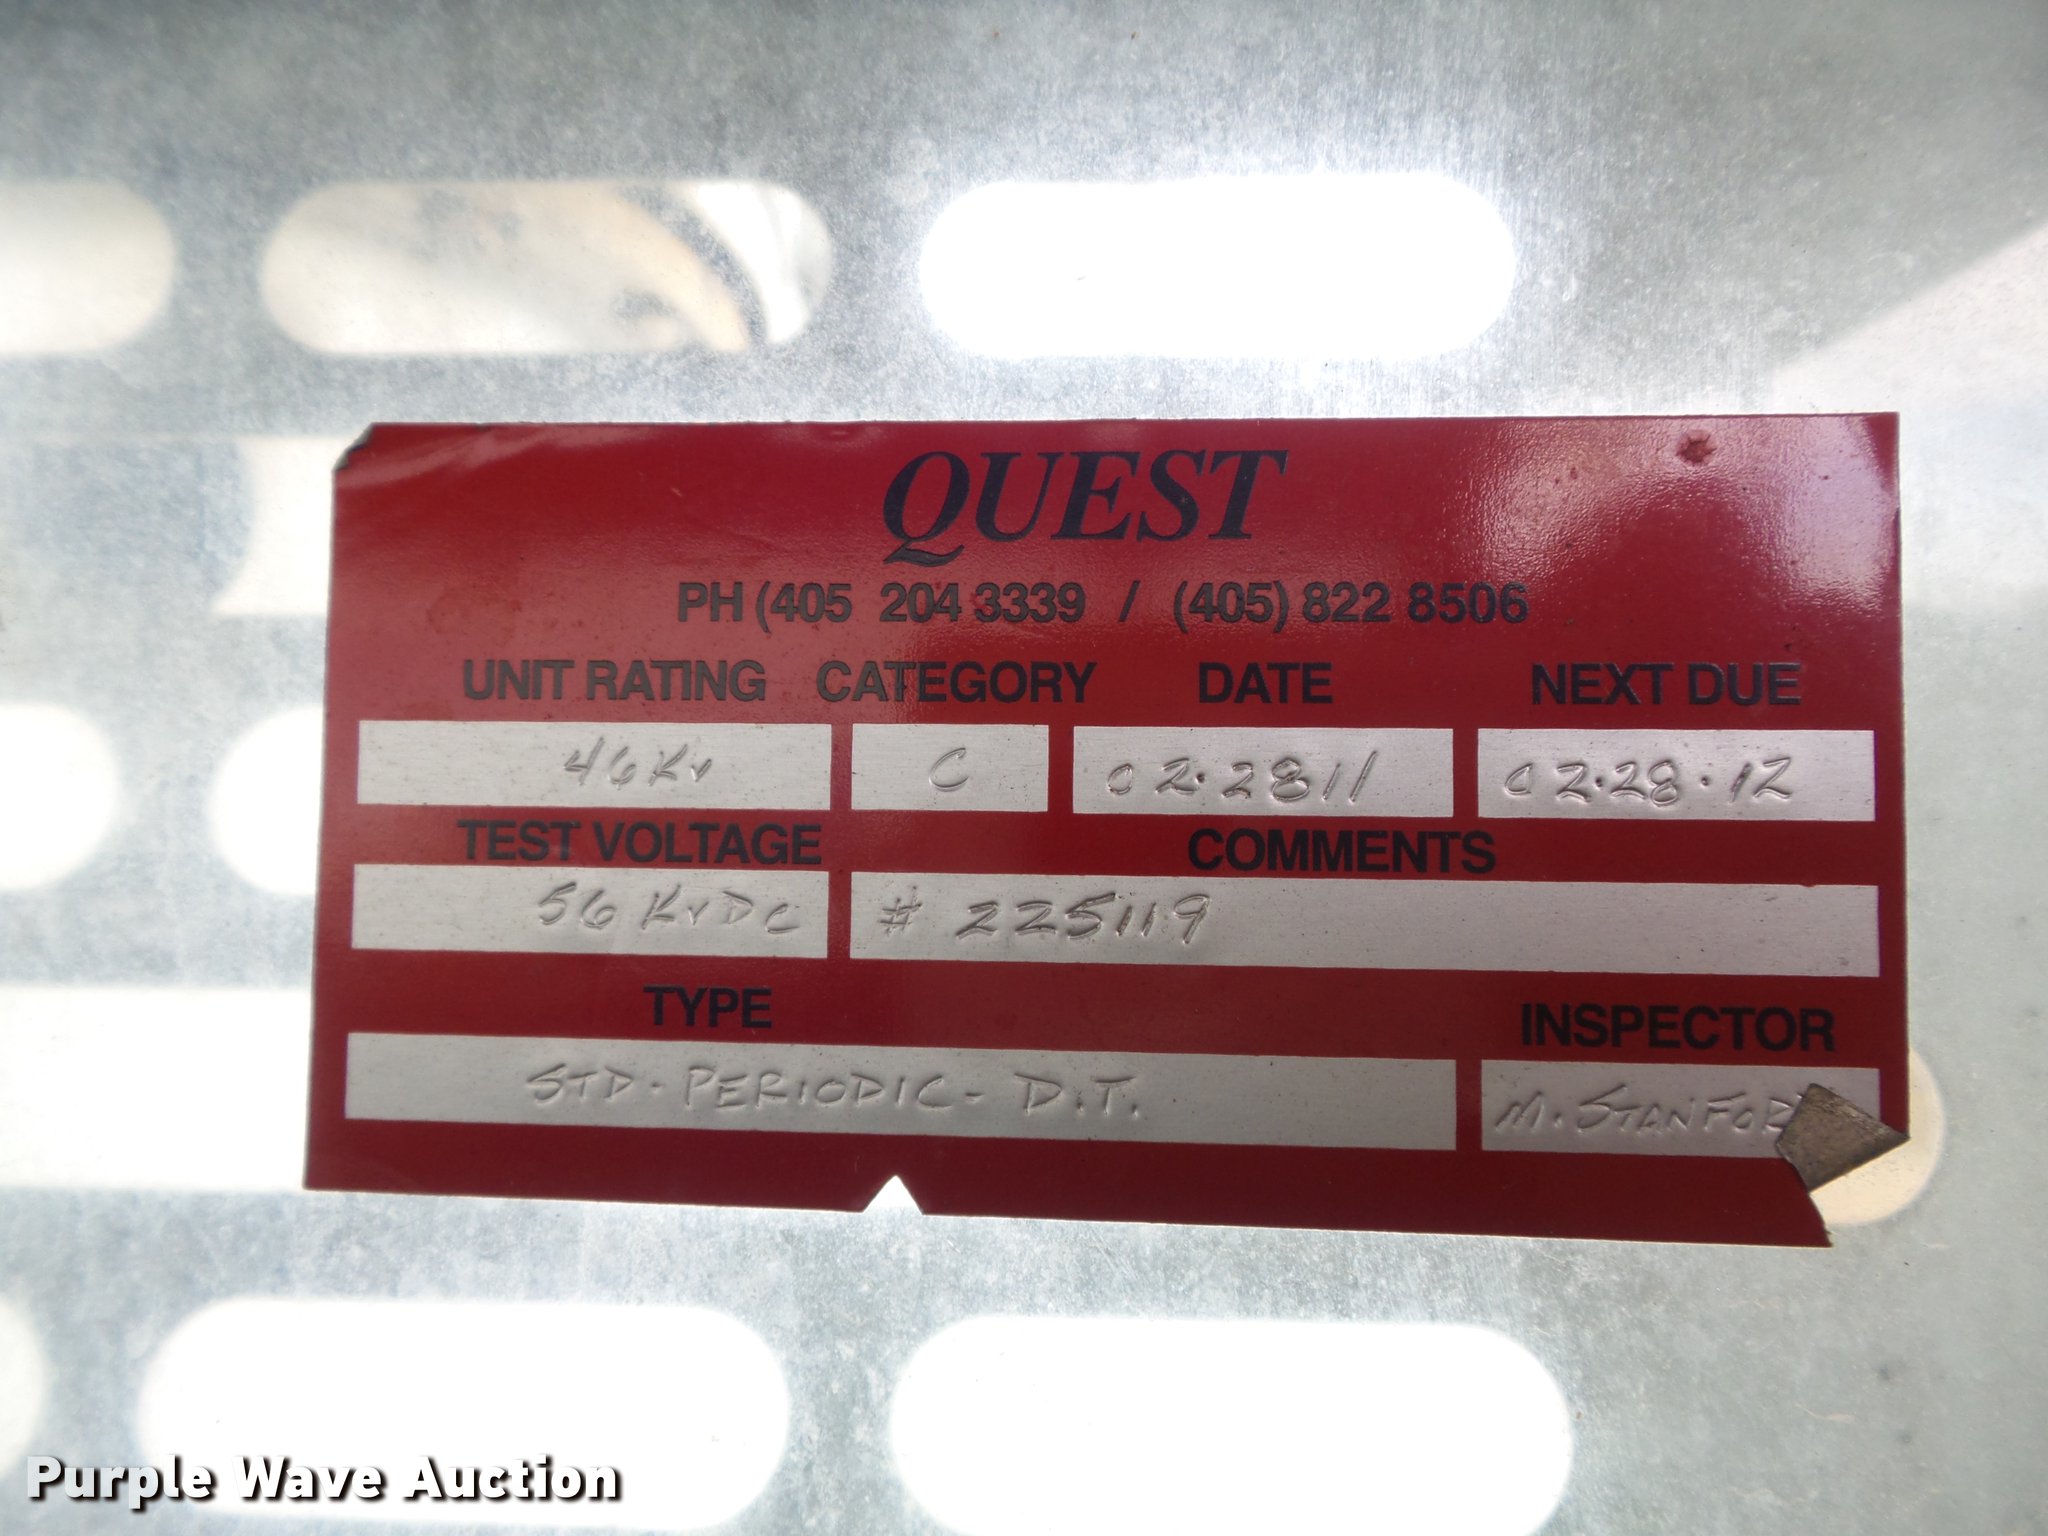 QUEST
PH (405 204 3339 / (405) 822 8506
UNIT RATING CATEGORY DATE NEXT DUE
46Kv C 02·2811 02·28·12
TEST VOLTAGE COMMENTS
56 KvDc # 225119
TYPE INSPECTOR
STD - PERIODIC - D.T. M. STANFOR
Purple Wave Auction